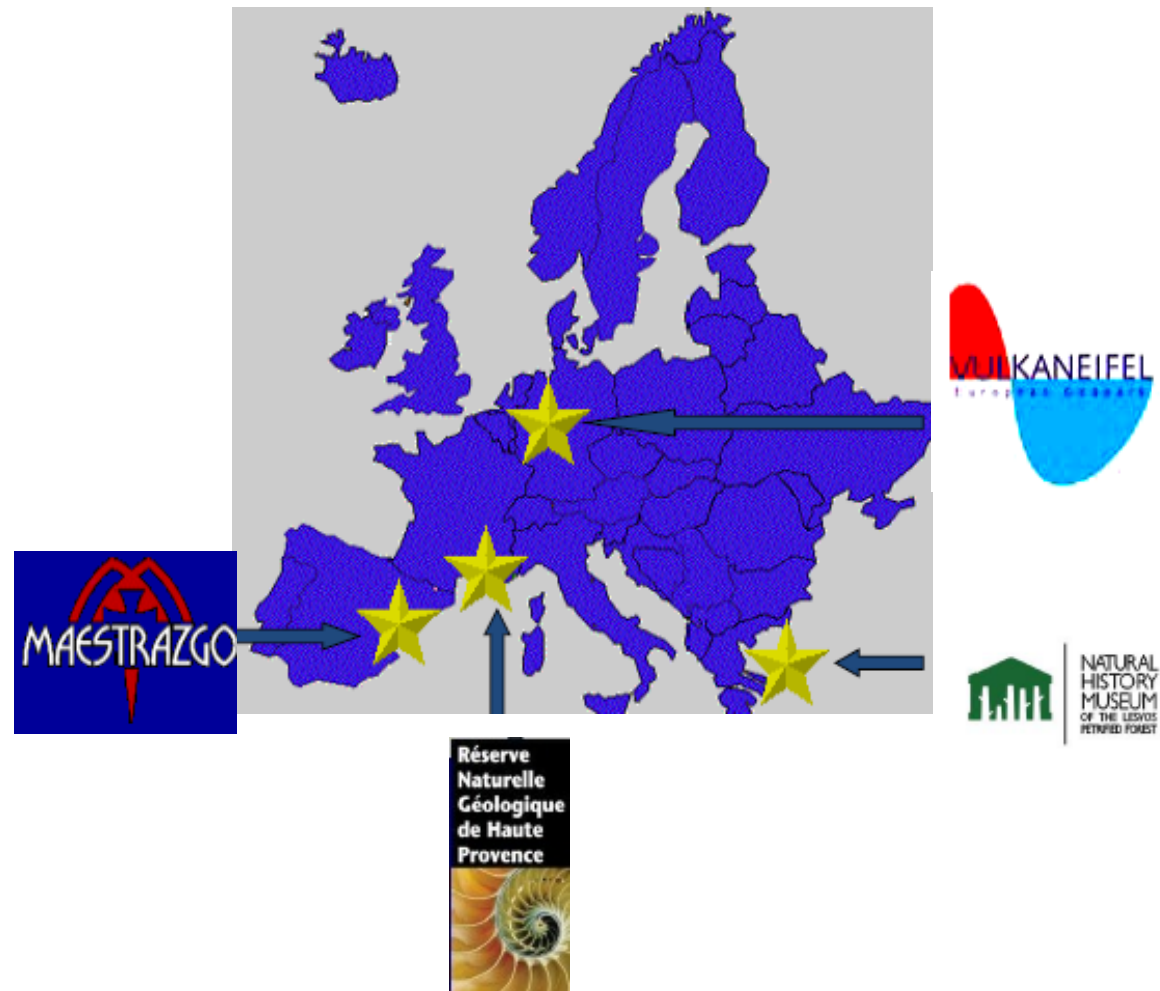 VULKANEIFEL
European Geopark
MAESTRAZGO
NATURAL
HISTORY
MUSEUM
OF THE LESVOS
PETRIFIED FOREST
Réserve
Naturelle
Géologique
de Haute
Provence